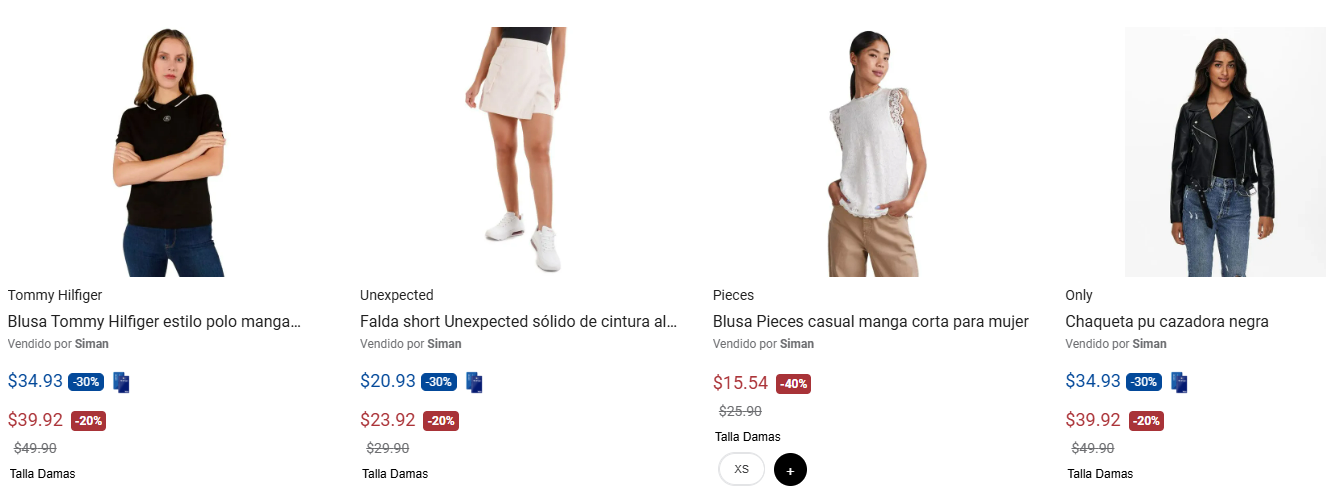 Tommy Hilfiger
Blusa Tommy Hilfiger estilo polo manga...
Vendido por Siman
$34.93 -30%
$39.92 -20%
$49.90
Talla Damas
Unexpected
Falda short Unexpected sólido de cintura al...
Vendido por Siman
$20.93 -30%
$23.92 -20%
$29.90
Talla Damas
Pieces
Blusa Pieces casual manga corta para mujer
Vendido por Siman
$15.54 -40%
$25.90
Talla Damas
XS +
Only
Chaqueta pu cazadora negra
Vendido por Siman
$34.93 -30%
$39.92 -20%
$49.90
Talla Damas